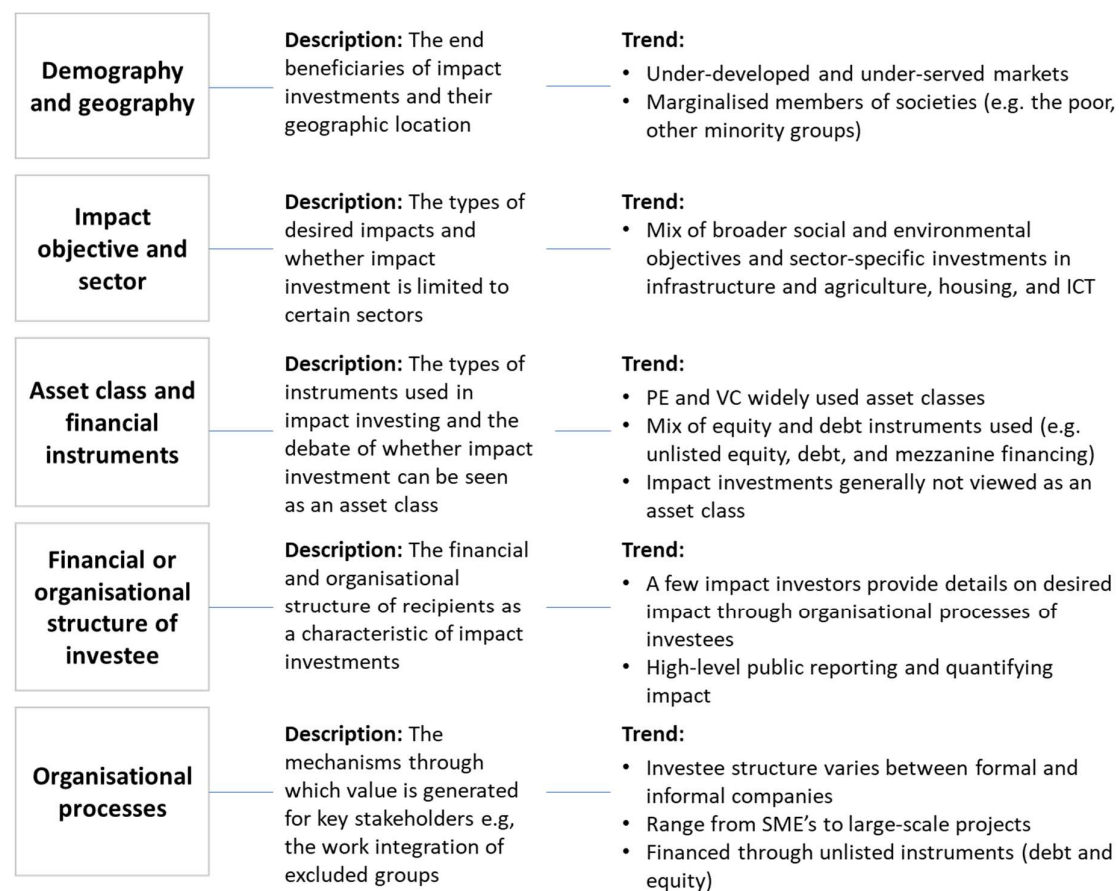 Demography
and geography
Description: The end
beneficiaries of impact
investments and their
geographic location
Trend:
• Under-developed and under-served markets
• Marginalised members of societies (e.g. the poor,
other minority groups)
Impact
objective and
sector
Description: The types of
desired impacts and
whether impact
investment is limited to
certain sectors
Trend:
• Mix of broader social and environmental
objectives and sector-specific investments in
infrastructure and agriculture, housing, and ICT
Asset class and
financial
instruments
Description: The types of
instruments used in
impact investing and the
debate of whether impact
investment can be seen
as an asset class
Trend:
• PE and VC widely used asset classes
• Mix of equity and debt instruments used (e.g.
unlisted equity, debt, and mezzanine financing)
• Impact investments generally not viewed as an
asset class
Financial or
organisational
structure of
investee
Description: The financial
and organisational
structure of recipients as
a characteristic of impact
investments
Trend:
• A few impact investors provide details on desired
impact through organisational processes of
investees
• High-level public reporting and quantifying
impact
Organisational
processes
Description: The
mechanisms through
which value is generated
for key stakeholders e.g,
the work integration of
excluded groups
Trend:
• Investee structure varies between formal and
informal companies
• Range from SME's to large-scale projects
• Financed through unlisted instruments (debt and
equity)